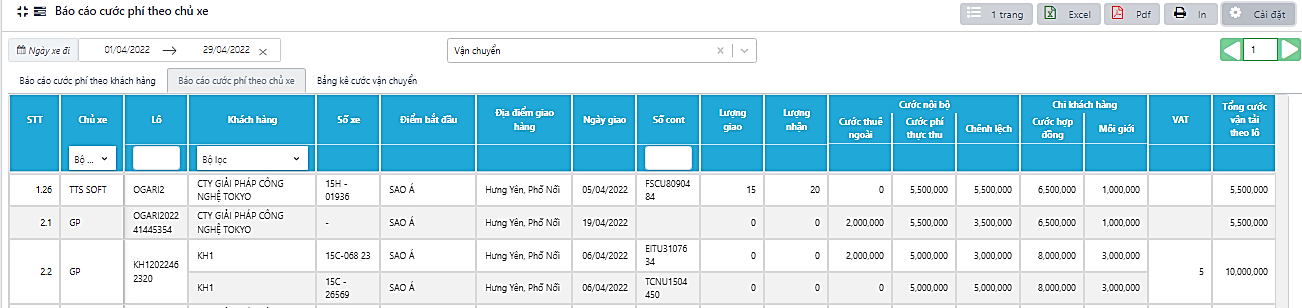 Báo cáo cước phí theo chủ xe
1 trang
Excel
Pdf
In
Cài đặt
Ngày xe đi
01/04/2022
29/04/2022
Vận chuyển
1
Báo cáo cước phí theo khách hàng
Báo cáo cước phí theo chủ xe
Bảng kê cước vận chuyển
STT
Chủ xe
Lô
Khách hàng
Số xe
Điểm bắt đầu
Địa điểm giao
hàng
Ngày giao
Số cont
Lượng
giao
Lượng
nhận
Cước nội bộ
Cước thuê
ngoài
Cước phí
thực thu
Chênh lệch
Chi khách hàng
Cước hợp
đồng
Môi giới
VAT
Tổng cước
vận tải
theo lô
Bộ ...
Bộ lọc
1.26
TTS SOFT
OGARI2
CTY GIẢI PHÁP CÔNG
NGHỆ TOKYO
15H -
01936
SAO Á
Hưng Yên, Phố Nối
05/04/2022
FSCU80904
84
15
20
0
5,500,000
5,500,000
6,500,000
1,000,000
5,500,000
2.1
GP
OGARI2022
41445354
CTY GIẢI PHÁP CÔNG
NGHỆ TOKYO
-
SAO Á
Hưng Yên, Phố Nối
19/04/2022
0
0
2,000,000
5,500,000
3,500,000
6,500,000
1,000,000
5,500,000
2.2
GP
KH1202246
2320
KH1
15C-068 23
SAO Á
Hưng Yên, Phố Nối
06/04/2022
EITU31076
34
0
0
2,000,000
5,000,000
3,000,000
8,000,000
3,000,000
5
10,000,000
KH1
15C -
26569
SAO Á
Hưng Yên, Phố Nối
06/04/2022
TCNU1504
450
0
0
0
5,000,000
5,000,000
8,000,000
3,000,000